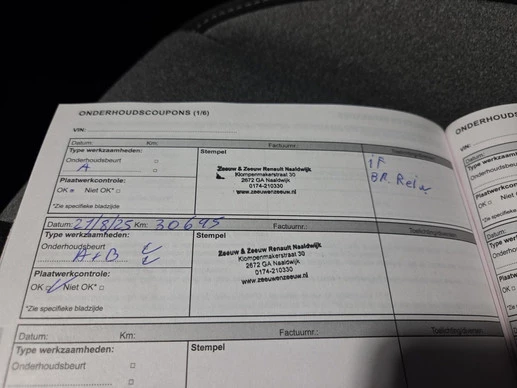 ONDERHOUDSCOUPONS (1/6)
ONDERHOUDS
VIN:
Datum: Km: Factuurnr.:
Type werkzaamheden:
Onderhoudsbeurt
A
Plaatwerkcontrole:
OK Niet OK*
*Zie specifieke bladzijde
Stempel
Zeeuw & Zeeuw Renault Naaldwijk
Klompenmakerstraat 30
2672 GA Naaldwijk
0174-210330
www.zeeuwenzeeuw.nl
Datum: 21/8/25 Km: 30695
Type werkzaamheden:
Onderhoudsbeurt
A+B
Plaatwerkcontrole:
OK Niet OK*
*Zie specifieke bladzijde
Stempel
Factuurnr.:
Zeeuw & Zeeuw Renault Naaldwijk
Klompenmakerstraat 30
2672 GA Naaldwijk
0174-210330
www.zeeuwenzeeuw.nl
Datum: Km: Factuurnr.:
Type werkzaamheden:
Onderhoudsbeurt
Stempel